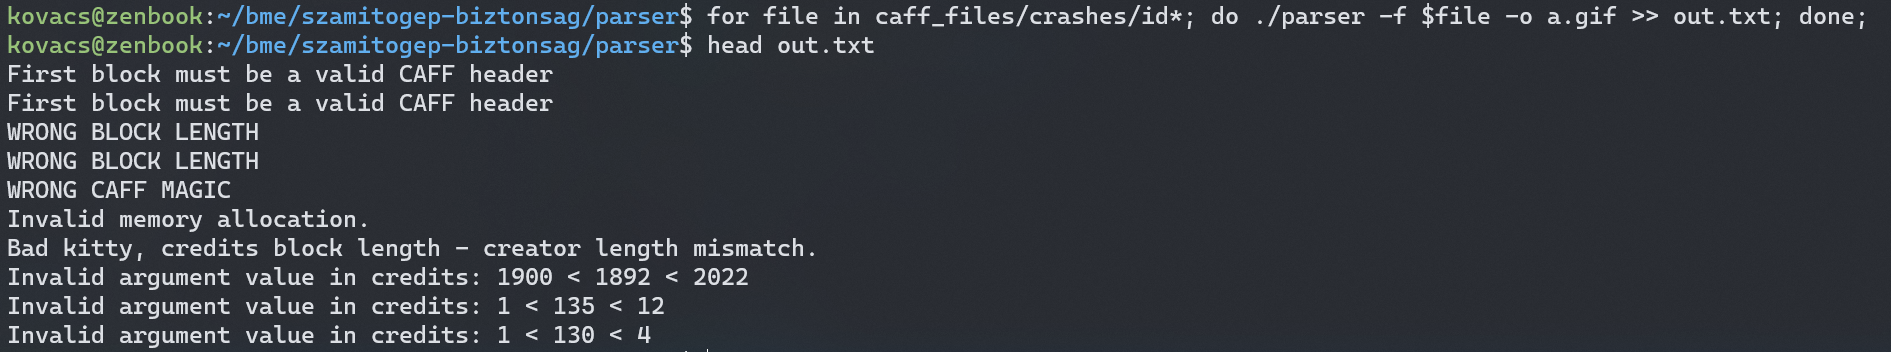 kovacs@zenbook:~/bme/szamitogep-biztonsag/parser$ for file in caff_files/crashes/id*; do ./parser -f $file -o a.gif >> out.txt; done;
kovacs@zenbook:~/bme/szamitogep-biztonsag/parser$ head out.txt
First block must be a valid CAFF header
First block must be a valid CAFF header
WRONG BLOCK LENGTH
WRONG BLOCK LENGTH
WRONG CAFF MAGIC
Invalid memory allocation.
Bad kitty, credits block length - creator length mismatch.
Invalid argument value in credits: 1900 < 1892 < 2022
Invalid argument value in credits: 1 < 135 < 12
Invalid argument value in credits: 1 < 130 < 4